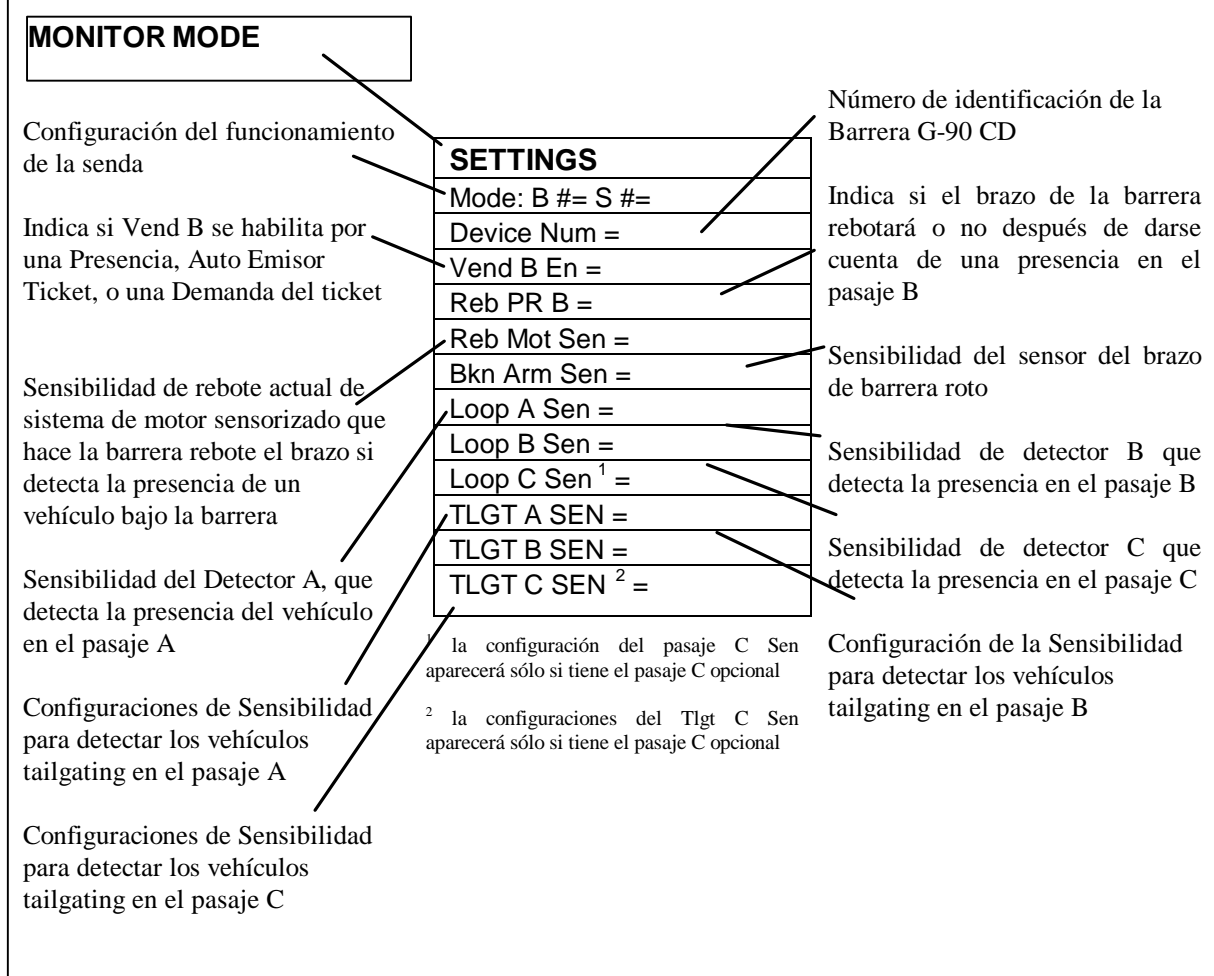 MONITOR MODE
Configuración del funcionamiento
de la senda
Indica si Vend B se habilita por
una Presencia, Auto Emisor
Ticket, o una Demanda del ticket
Sensibilidad de rebote actual de
sistema de motor sensorizado que
hace la barrera rebote el brazo si
detecta la presencia de un
vehículo bajo la barrera
Sensibilidad del Detector A, que
detecta la presencia del vehículo
en el pasaje A
Configuraciones de Sensibilidad
para detectar los vehículos
tailgating en el pasaje A
Configuraciones de Sensibilidad
para detectar los vehículos
tailgating en el pasaje C
SETTINGS
Mode: B #= S #=
Device Num =
Vend B En =
Reb PR B =
Reb Mot Sen =
Bkn Arm Sen =
Loop A Sen =
Loop B Sen =
Loop C Sen 1 =
TLGT A SEN =
TLGT B SEN =
TLGT C SEN 2 =
1 la configuración del pasaje C Sen
aparecerá sólo si tiene el pasaje C opcional
2 la configuraciones del Tlgt C Sen
aparecerá sólo si tiene el pasaje C opcional
Número de identificación de la
Barrera G-90 CD
Indica si el brazo de la barrera
rebotará o no después de darse
cuenta de una presencia en el
pasaje B
Sensibilidad del sensor del brazo
de barrera roto
Sensibilidad de detector B que
detecta la presencia en el pasaje B
Sensibilidad de detector C que
detecta la presencia en el pasaje C
Configuración de la Sensibilidad
para detectar los vehículos
tailgating en el pasaje B